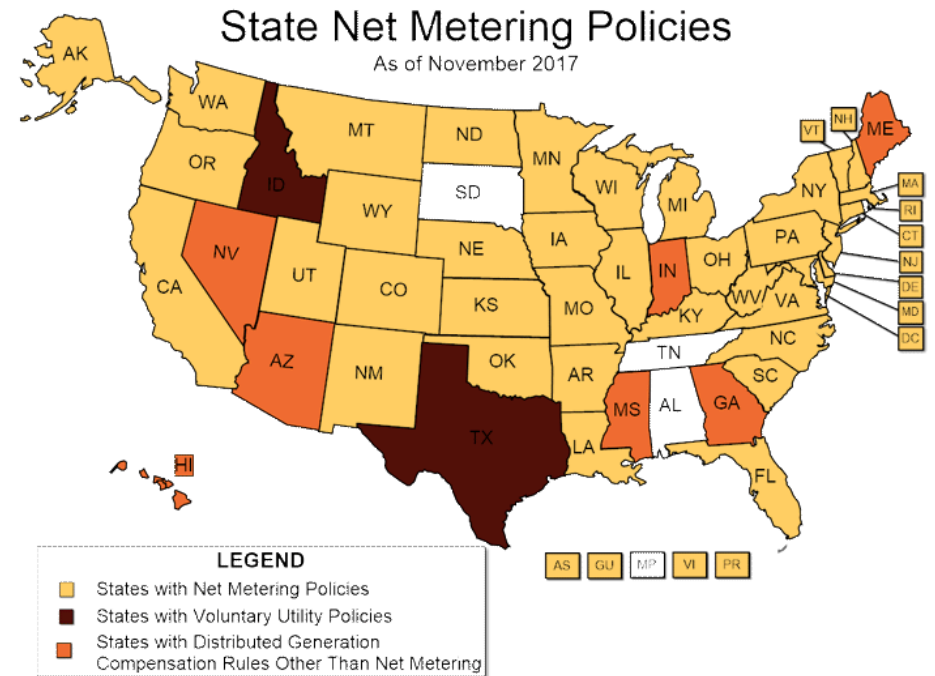 State Net Metering Policies
As of November 2017
AK
WA
MT
ND
MN
VT
NH
ME
OR
ID
SD
WI
MI
NY
MA
RI
CT
WY
NE
IA
PA
NJ
NV
UT
CO
IL
IN
OH
DE
CA
KS
MO
WV
VA
MD
KY
DC
AZ
NM
OK
AR
TN
NC
SC
MS
AL
GA
TX
LA
FL
HI
AS
GU
MP
VI
PR
LEGEND
States with Net Metering Policies
States with Voluntary Utility Policies
States with Distributed Generation
Compensation Rules Other Than Net Metering